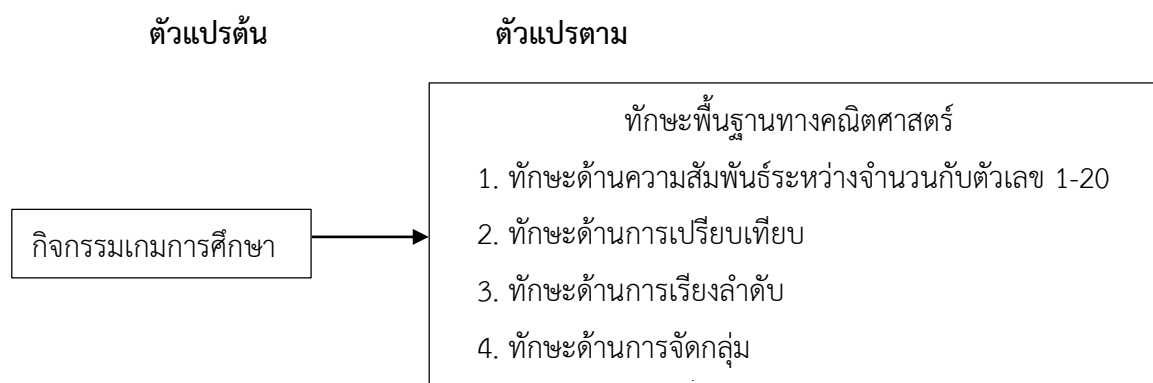 ตัวแปรต้น ตัวแปรตาม
ทักษะพื้นฐานทางคณิตศาสตร์
1. ทักษะด้านความสัมพันธ์ระหว่างจำนวนกับตัวเลข 1-20
กิจกรรมเกมการศึกษา
2. ทักษะด้านการเปรียบเทียบ
3. ทักษะด้านการเรียงลำดับ
4. ทักษะด้านการจัดกลุ่ม